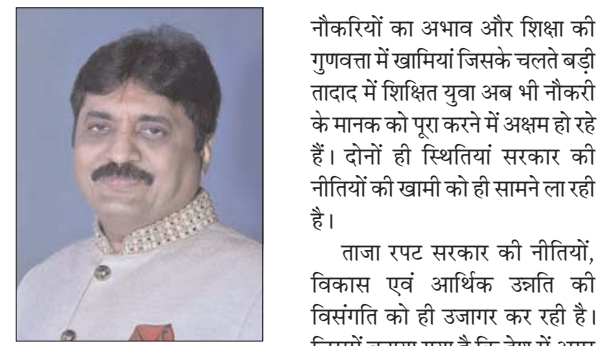 नौकरियों का अभाव और शिक्षा की
गुणवत्ता में खामियां जिसके चलते बड़ी
तादाद में शिक्षित युवा अब भी नौकरी
के मानक को पूरा करने में अक्षम हो रहे
हैं। दोनों ही स्थितियां सरकार की
नीतियों की खामी को ही सामने ला रही
है।
ताजा रपट सरकार की नीतियों,
विकास एवं आर्थिक उन्नति की
विसंगति को ही उजागर कर रही है।